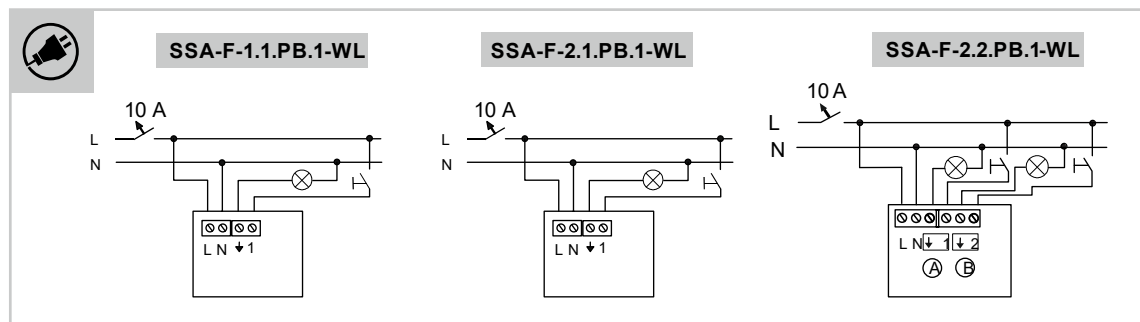 SSA-F-1.1.PB.1-WL
10 A
L
N
L N ↓ 1
SSA-F-2.1.PB.1-WL
10 A
L
N
L N ↓ 1
SSA-F-2.2.PB.1-WL
10 A
L
N
L N ↓ 1 ↓ 2
A B